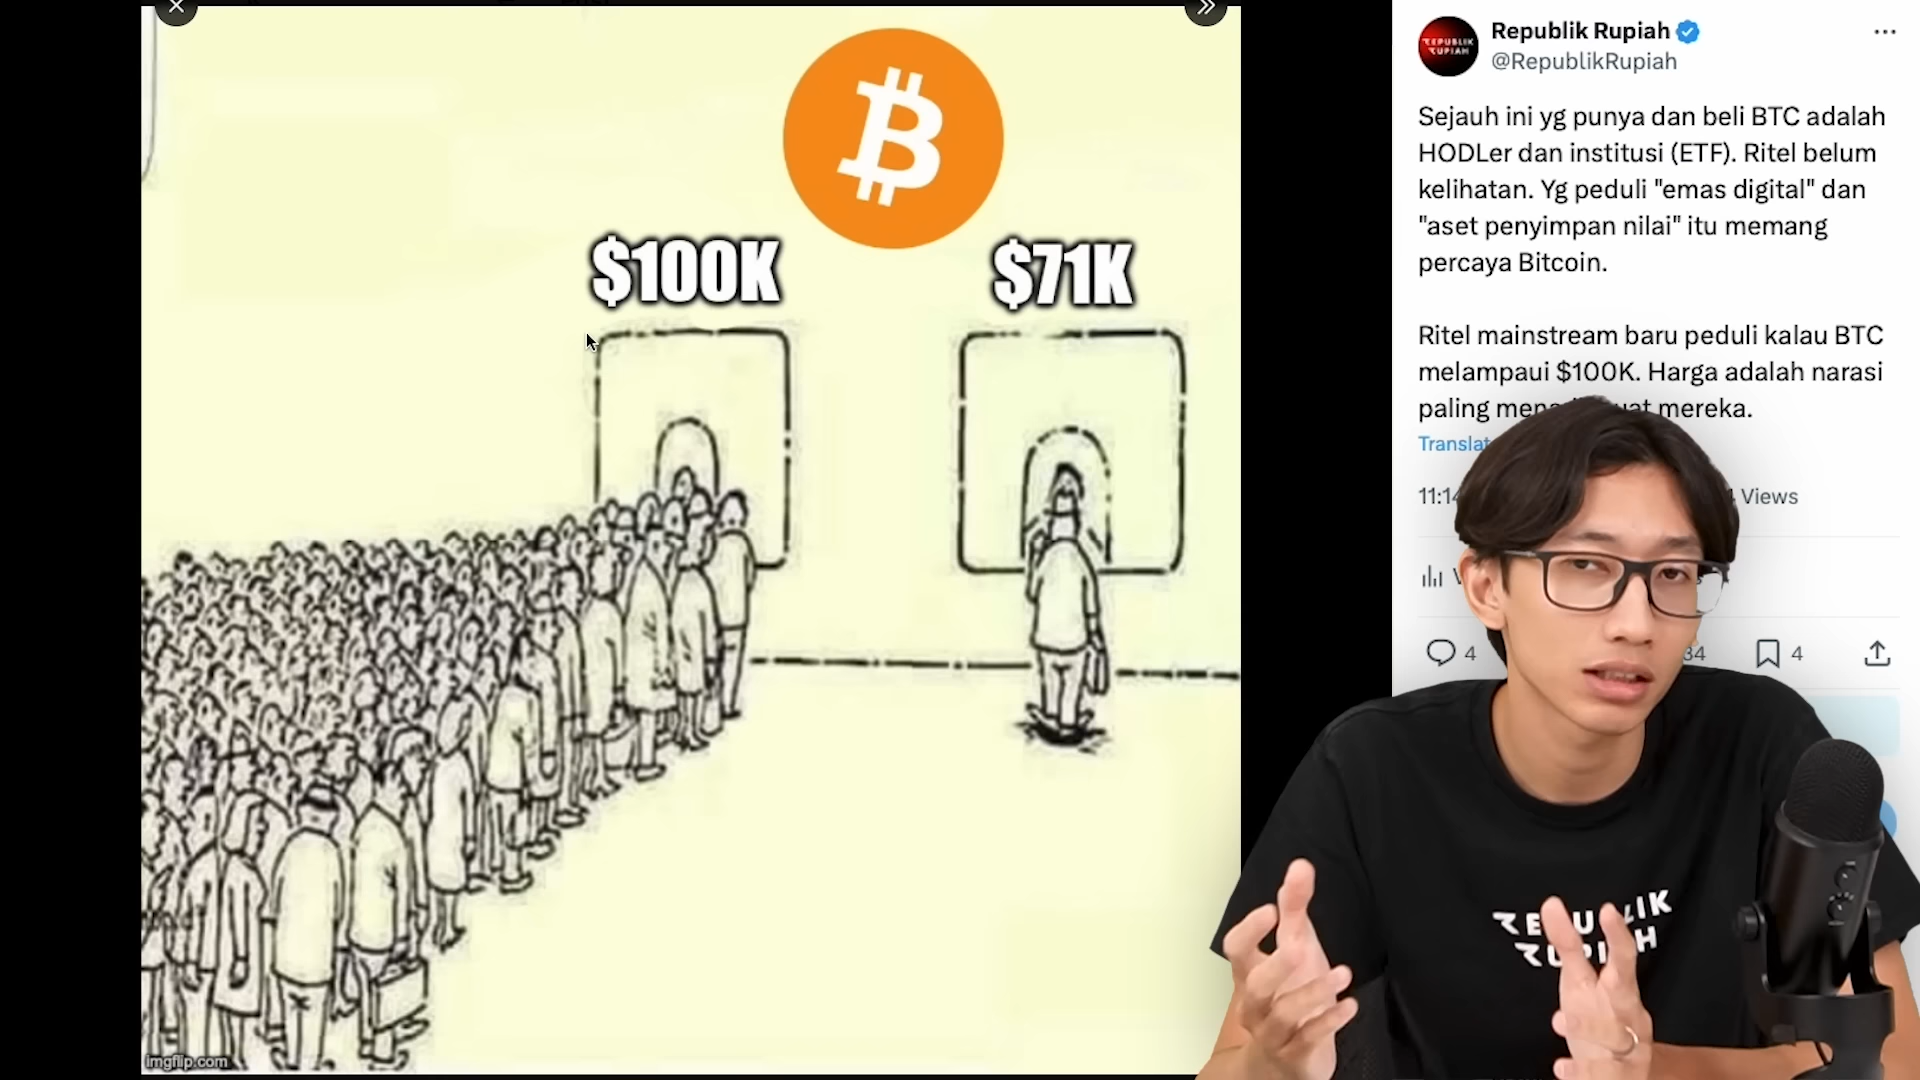 $100K
$71K
imgflip.com
REPUBLIK
RUPIAH
Republik Rupiah
@RepublikRupiah
Sejauh ini yg punya dan beli BTC adalah
HODLer dan institusi (ETF). Ritel belum
kelihatan. Yg peduli "emas digital" dan
"aset penyimpan nilai" itu memang
percaya Bitcoin.
Ritel mainstream baru peduli kalau BTC
melampaui $100K. Harga adalah narasi
paling mereka.
Views
4
4